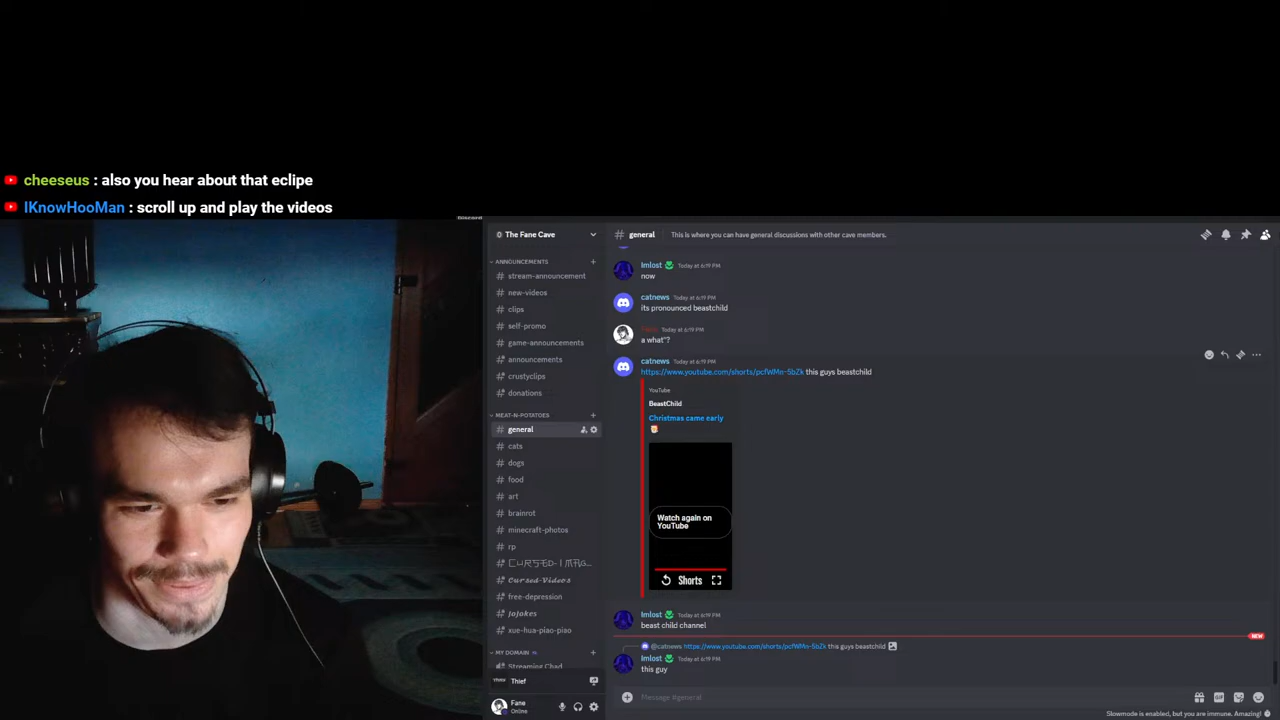 cheeseus : also you hear about that eclipe
IKnowHooMan : scroll up and play the videos
The Fane Cave
ANNOUNCEMENTS
stream-announcement
new-videos
clips
self-promo
game-announcements
announcements
crustyclips
donations
MEAT-N-POTATOES
general
cats
dogs
food
art
brainrot
minecraft-photos
rp
Cursed-Videos
free-depression
JoJokes
xue-hua-piao-piao
MY DOMAIN
Streaming Chad
Thief
Fane
Online
general
This is where you can have general discussions with other cave members.
Imlost Today at 6:19 PM
now
catnews Today at 6:19 PM
its pronounced beastchild
Today at 6:19 PM
a what"?
catnews Today at 6:19 PM
https://www.youtube.com/shorts/pcfWMn-5bZk this guys beastchild
YouTube
BeastChild
Christmas came early
Watch again on
YouTube
Shorts
Imlost Today at 6:19 PM
beast child channel
NEW
@catnews https://www.youtube.com/shorts/pcfWMn-5bZk this guys beastchild
Imlost Today at 6:19 PM
this guy
Message #general
GIF
Slowmode is enabled, but you are immune. Amazing!